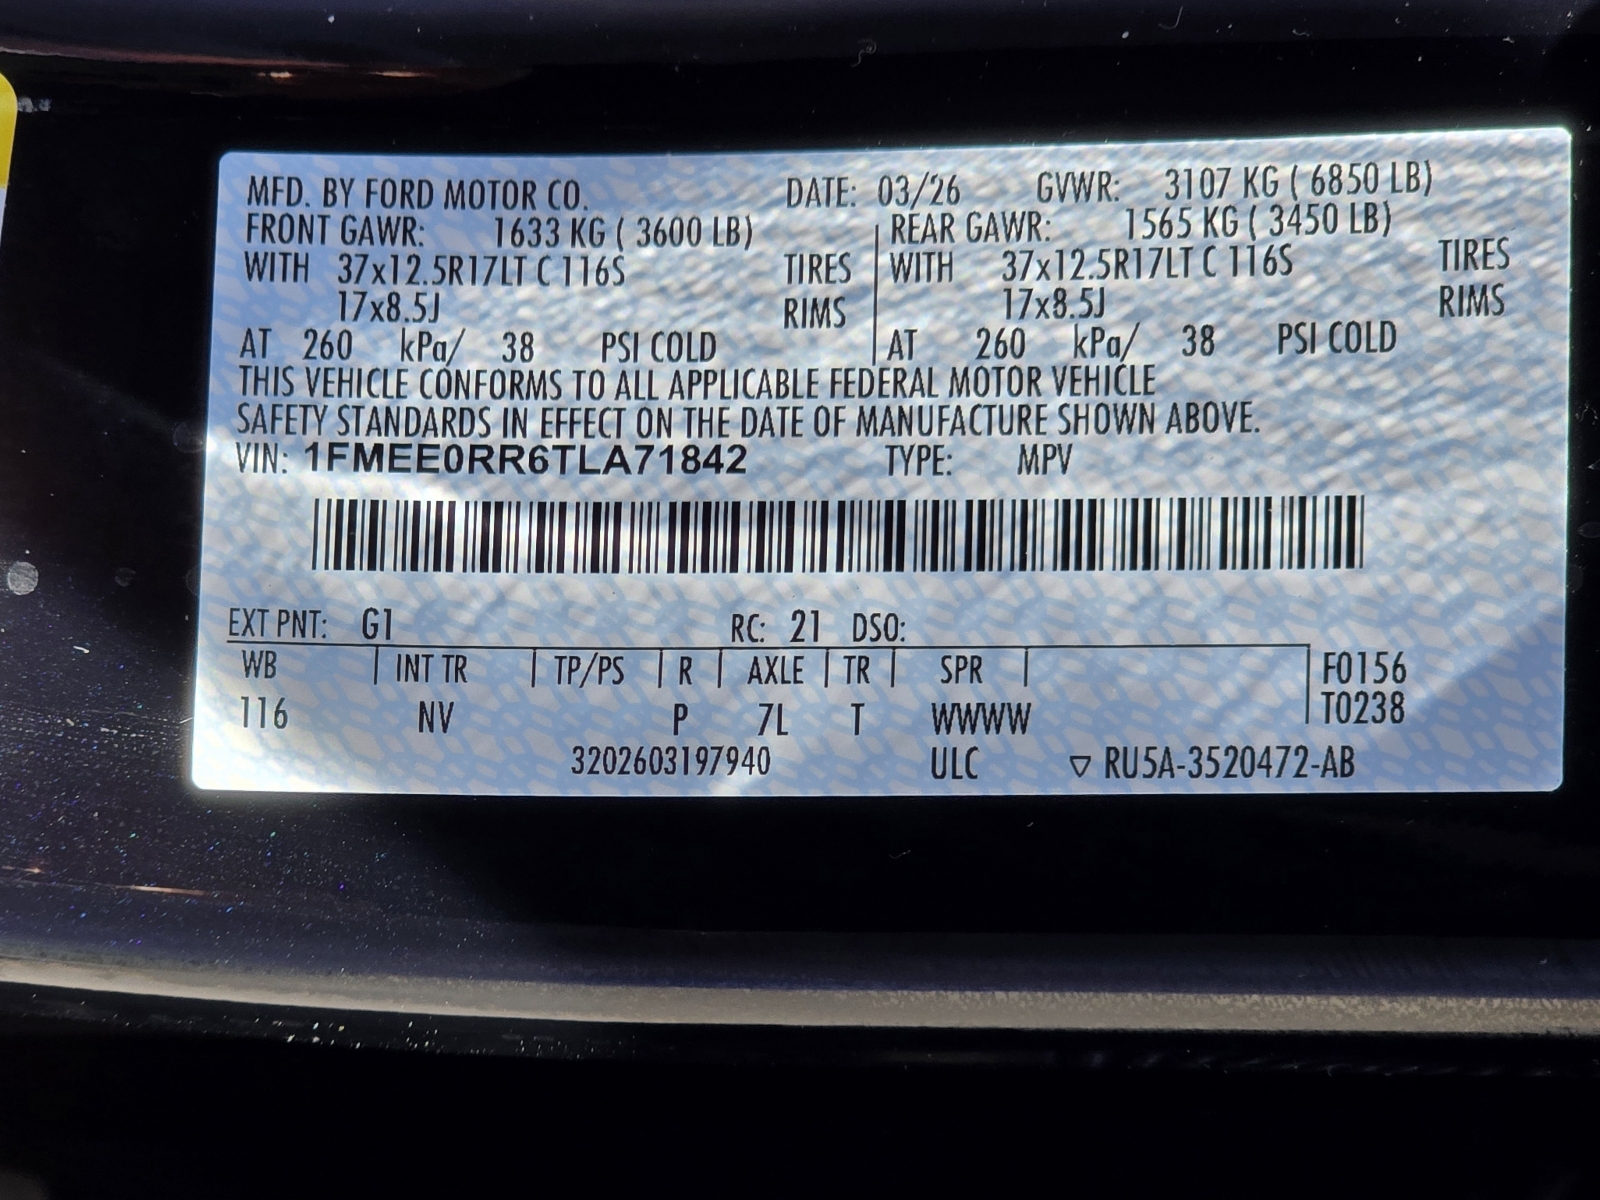 MFD. BY FORD MOTOR CO. DATE: 03/26 GVWR: 3107 KG ( 6850 LB)
FRONT GAWR: 1633 KG ( 3600 LB) REAR GAWR: 1565 KG ( 3450 LB)
WITH 37x12.5R17LT C 116S TIRES WITH 37x12.5R17LT C 116S TIRES
17x8.5J RIMS 17x8.5J RIMS
AT 260 kPa/ 38 PSI COLD AT 260 kPa/ 38 PSI COLD
THIS VEHICLE CONFORMS TO ALL APPLICABLE FEDERAL MOTOR VEHICLE
SAFETY STANDARDS IN EFFECT ON THE DATE OF MANUFACTURE SHOWN ABOVE.
VIN: 1FMEE0RR6TLA71842 TYPE: MPV
EXT PNT: G1 RC: 21 DSO:
WB INT TR TP/PS R AXLE TR SPR F0156
116 NV P 7L T WWWW T0238
3202603197940 ULC ▽ RU5A-3520472-AB